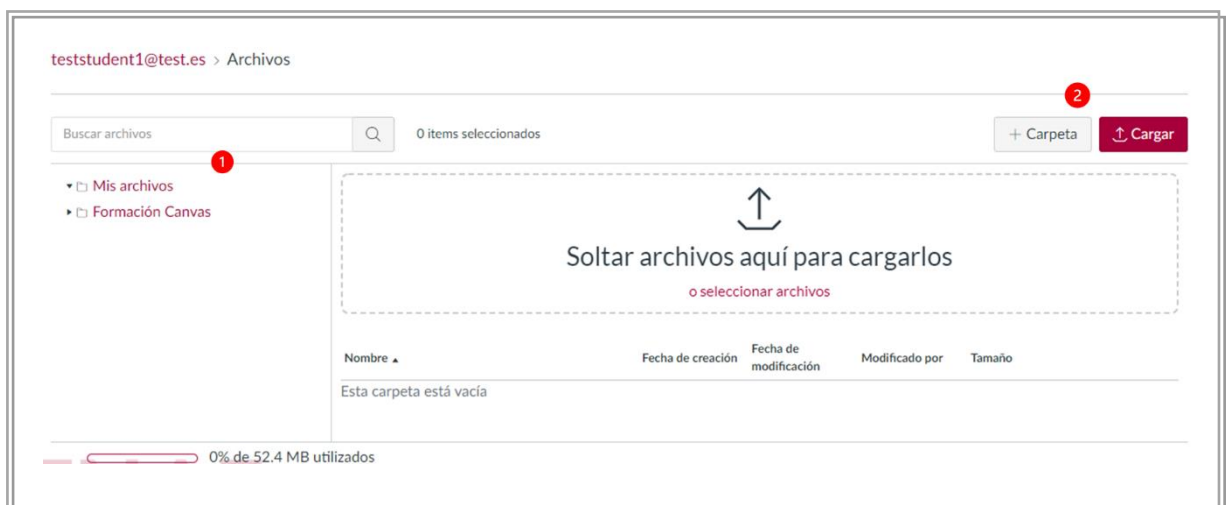 teststudent1@test.es > Archivos
2
Buscar archivos
0 items seleccionados
+ Carpeta
Cargar
1
Mis archivos
Formación Canvas
Soltar archivos aquí para cargarlos
o seleccionar archivos
Nombre
Fecha de creación
Fecha de
modificación
Modificado por
Tamaño
Esta carpeta está vacía
0% de 52.4 MB utilizados